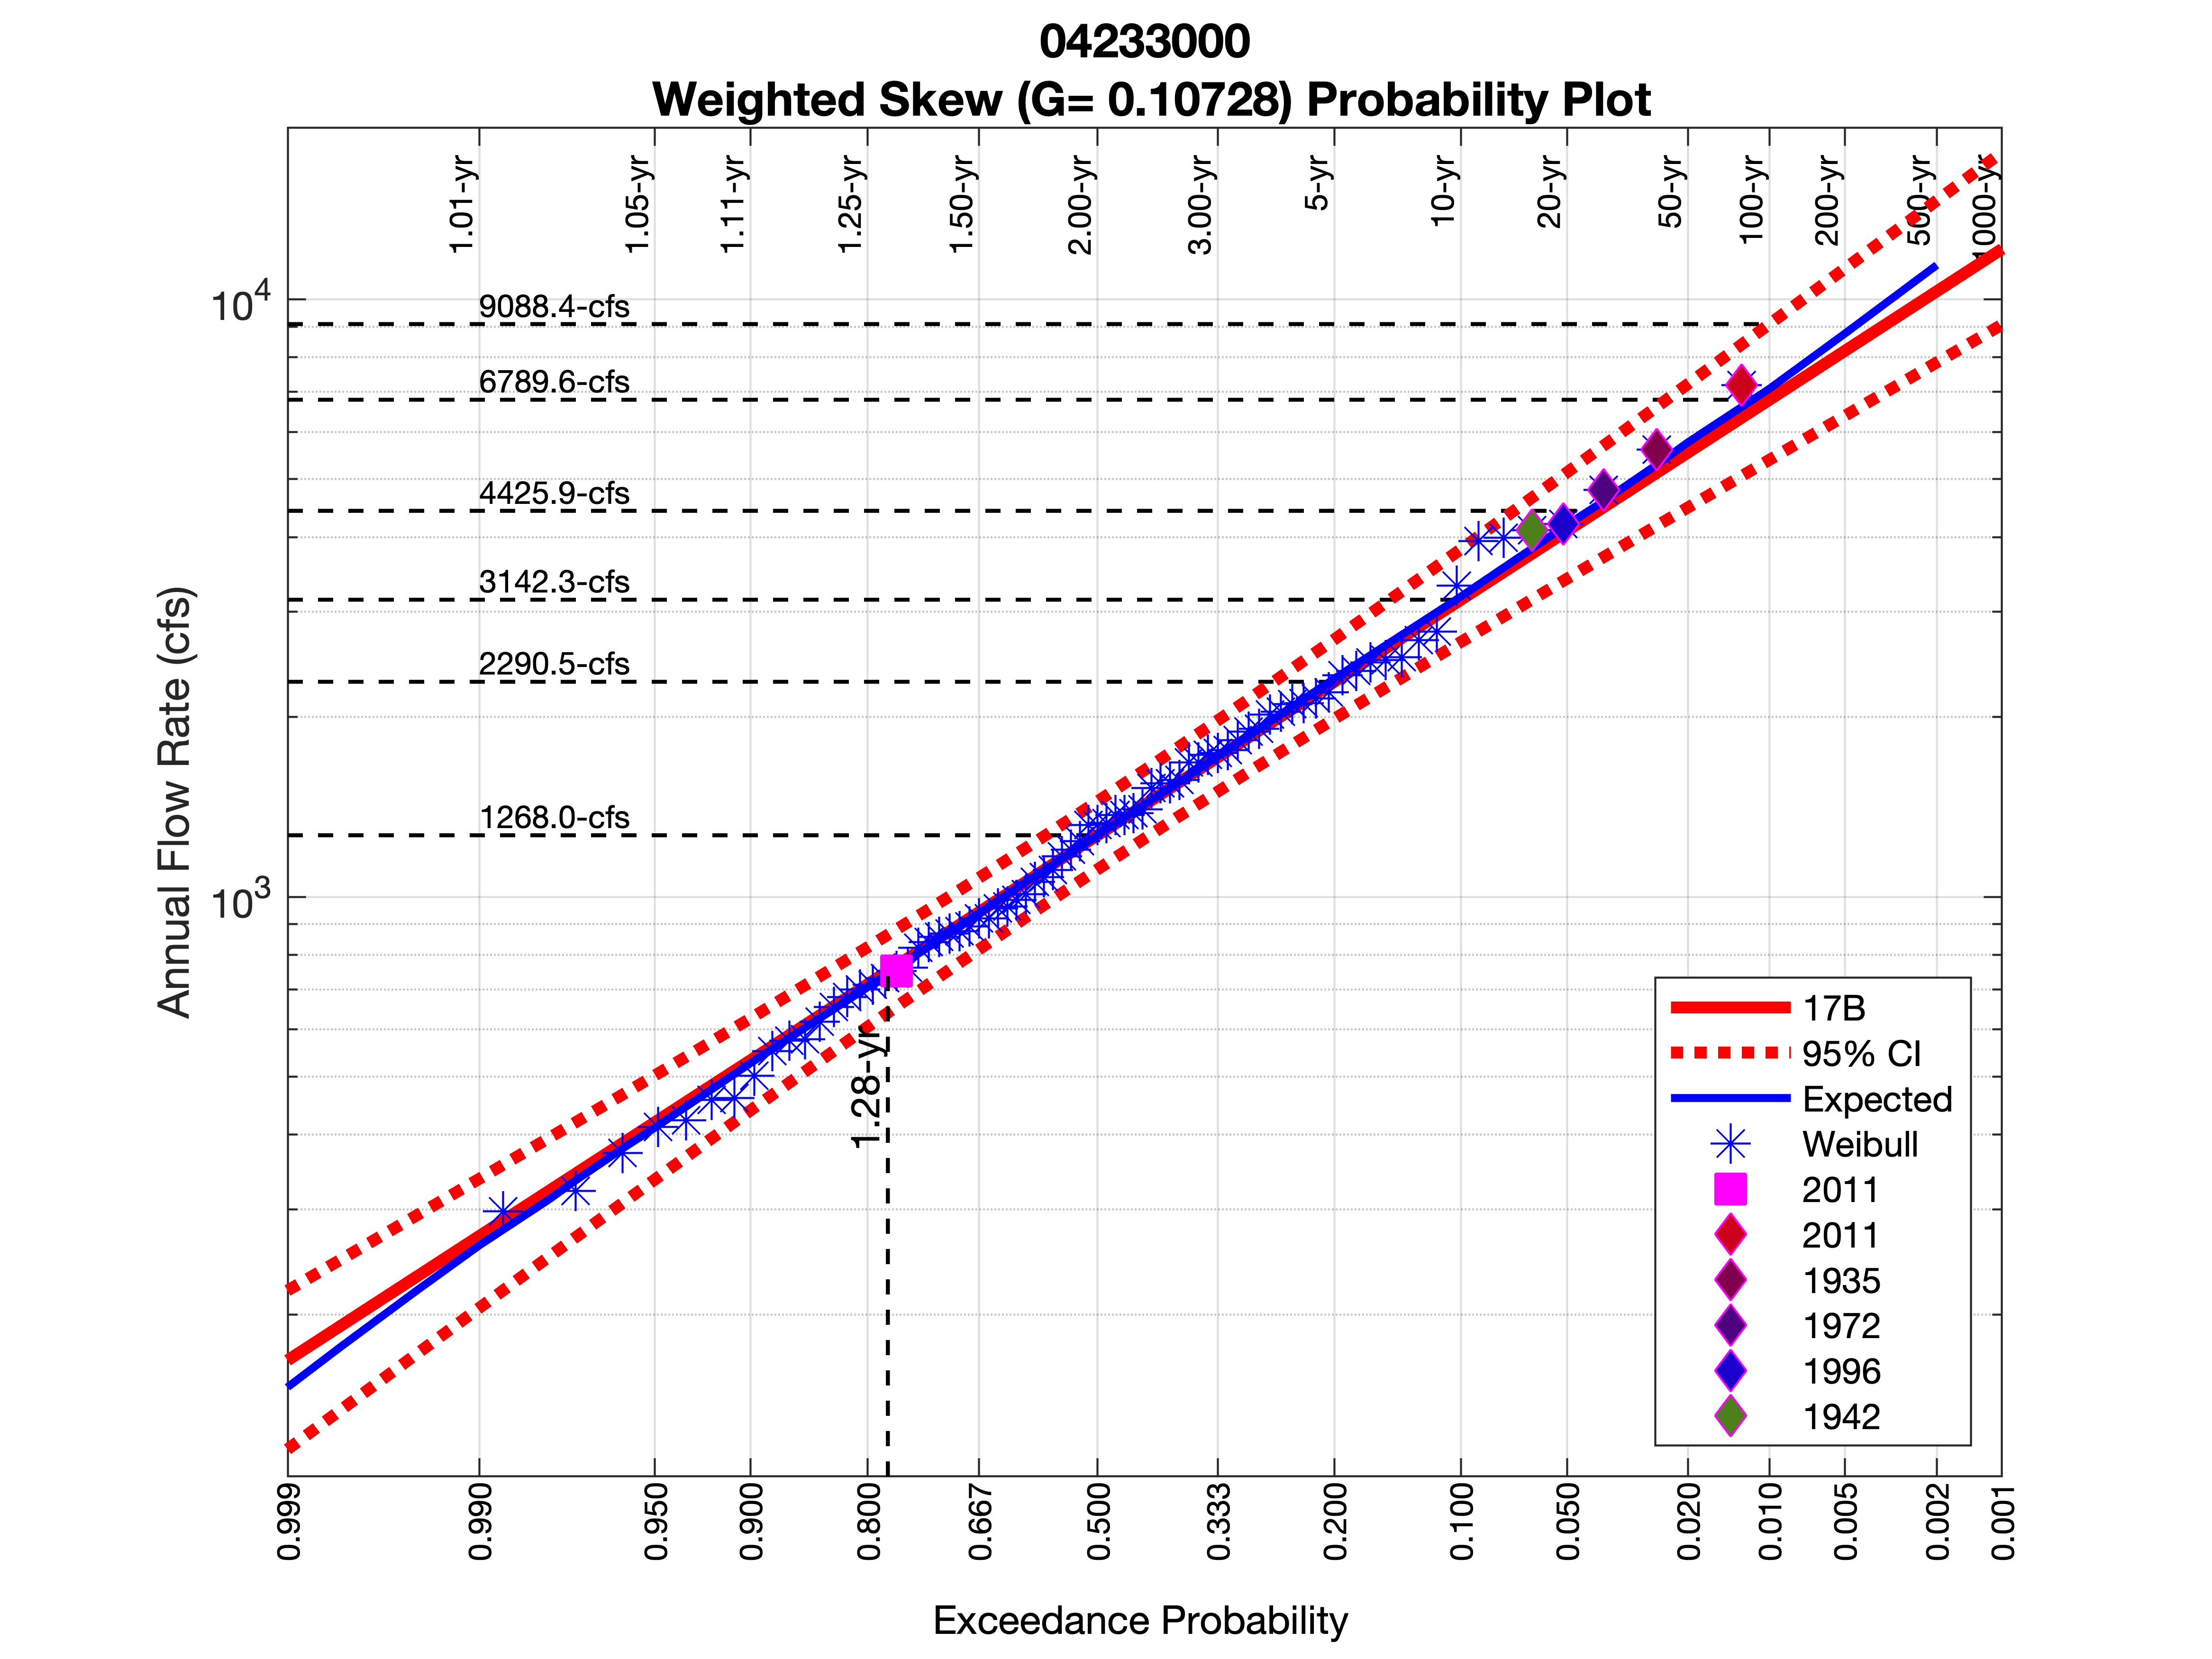 04233000
Weighted Skew (G= 0.10728) Probability Plot
1.01-yr
1.05-yr
1.11-yr
1.25-yr
1.50-yr
2.00-yr
3.00-yr
5-yr
10-yr
20-yr
50-yr
100-yr
200-yr
500-yr
1000-yr
10^4
10^3
Annual Flow Rate (cfs)
9088.4-cfs
6789.6-cfs
4425.9-cfs
3142.3-cfs
2290.5-cfs
1268.0-cfs
1.28-yr
17B
95% CI
Expected
Weibull
2011
2011
1935
1972
1996
1942
0.999
0.990
0.950
0.900
0.800
0.667
0.500
0.333
0.200
0.100
0.050
0.020
0.010
0.005
0.002
0.001
Exceedance Probability